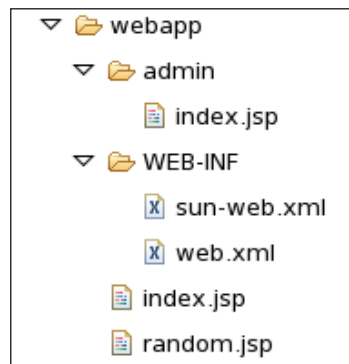 webapp
admin
index.jsp
WEB-INF
sun-web.xml
web.xml
index.jsp
random.jsp